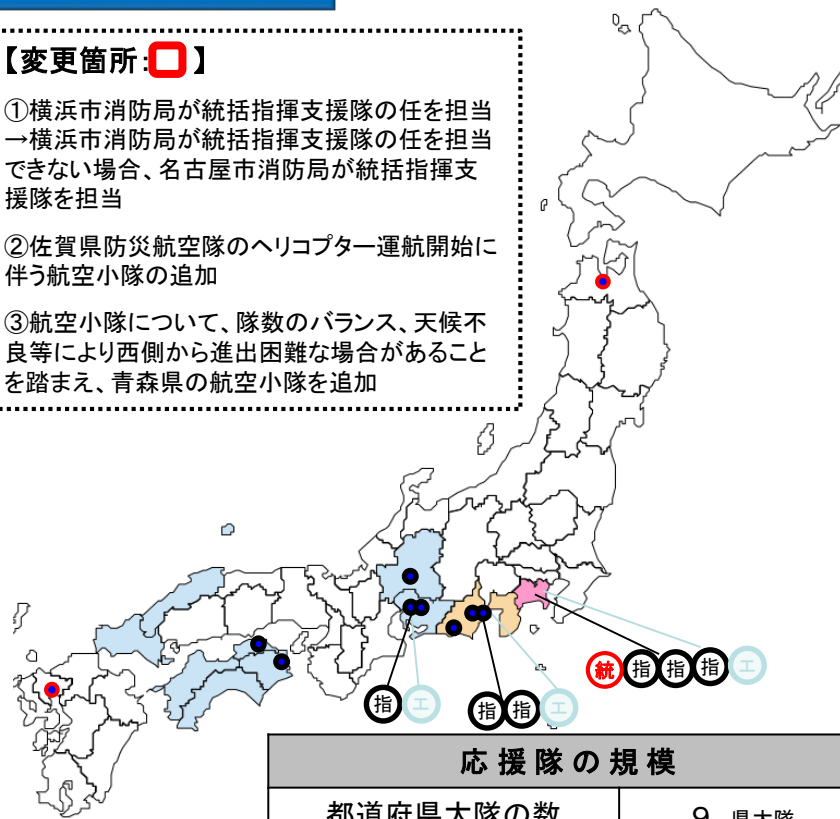 【変更箇所:】
①横浜市消防局が統括指揮支援隊の任を担当
→横浜市消防局が統括指揮支援隊の任を担当
できない場合、名古屋市消防局が統括指揮支
援隊を担当
②佐賀県防災航空隊のヘリコプター運航開始に
伴う航空小隊の追加
③航空小隊について、隊数のバランス、天候不
良等により西側から進出困難な場合があること
を踏まえ、青森県の航空小隊を追加
統 指 指 指 エ
指 エ
指 指 エ
応援隊の規模
都道府県大隊の数
9 県大隊